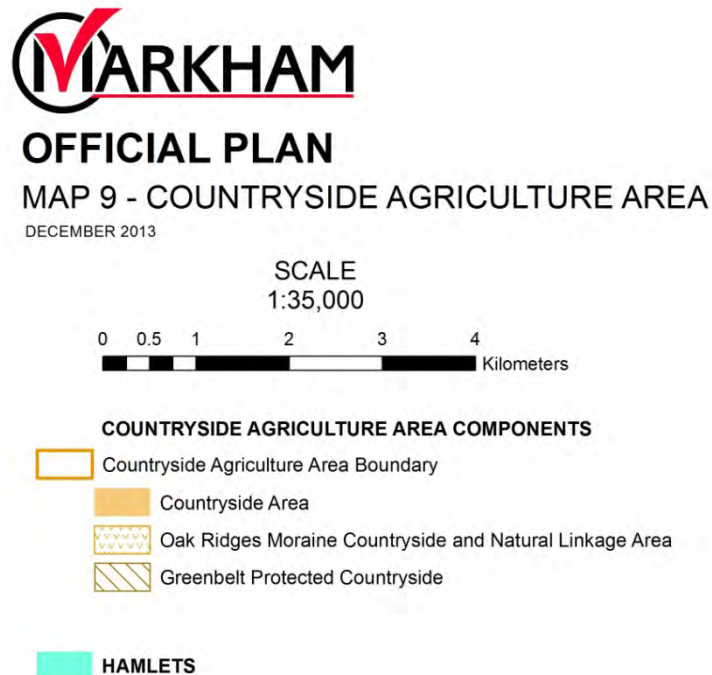 MARKHAM
OFFICIAL PLAN
MAP 9 - COUNTRYSIDE AGRICULTURE AREA
DECEMBER 2013
SCALE
1:35,000
0 0.5 1 2 3 4
Kilometers
COUNTRYSIDE AGRICULTURE AREA COMPONENTS
Countryside Agriculture Area Boundary
Countryside Area
Oak Ridges Moraine Countryside and Natural Linkage Area
Greenbelt Protected Countryside
HAMLETS